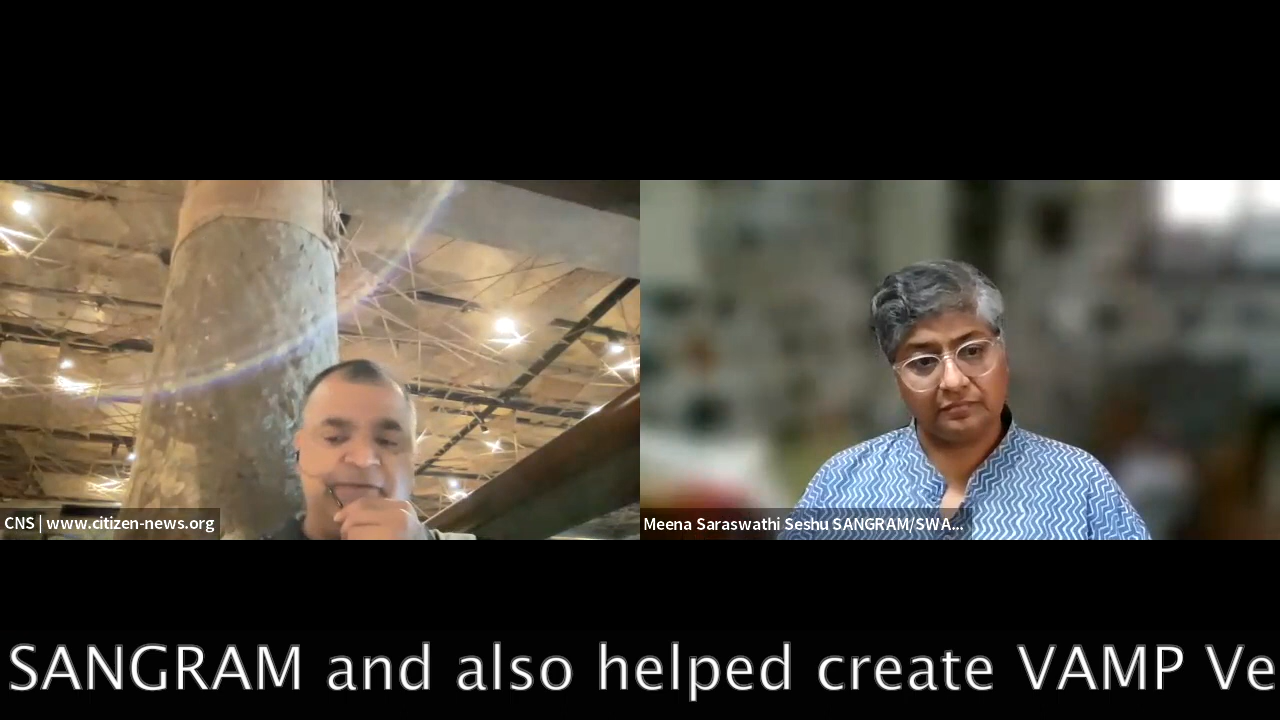 CNS | www.citizen-news.org
Meena Saraswathi Seshu SANGRAM/SWA...
SANGRAM and also helped create VAMP Ve